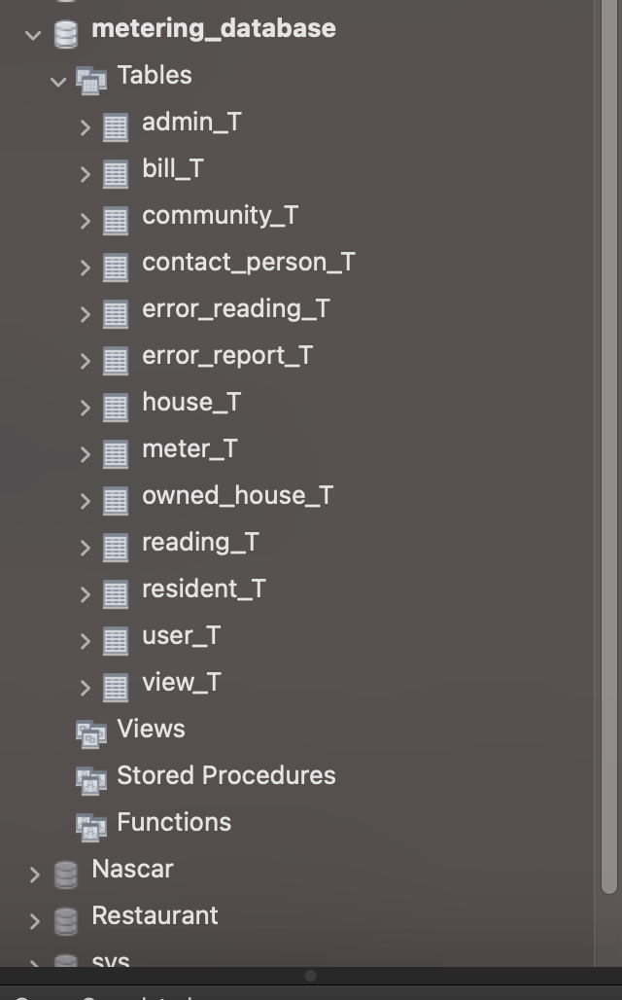 metering_database
Tables
admin_T
bill_T
community_T
contact_person_T
error_reading_T
error_report_T
house_T
meter_T
owned_house_T
reading_T
resident_T
user_T
view_T
Views
Stored Procedures
Functions
Nascar
Restaurant
sys